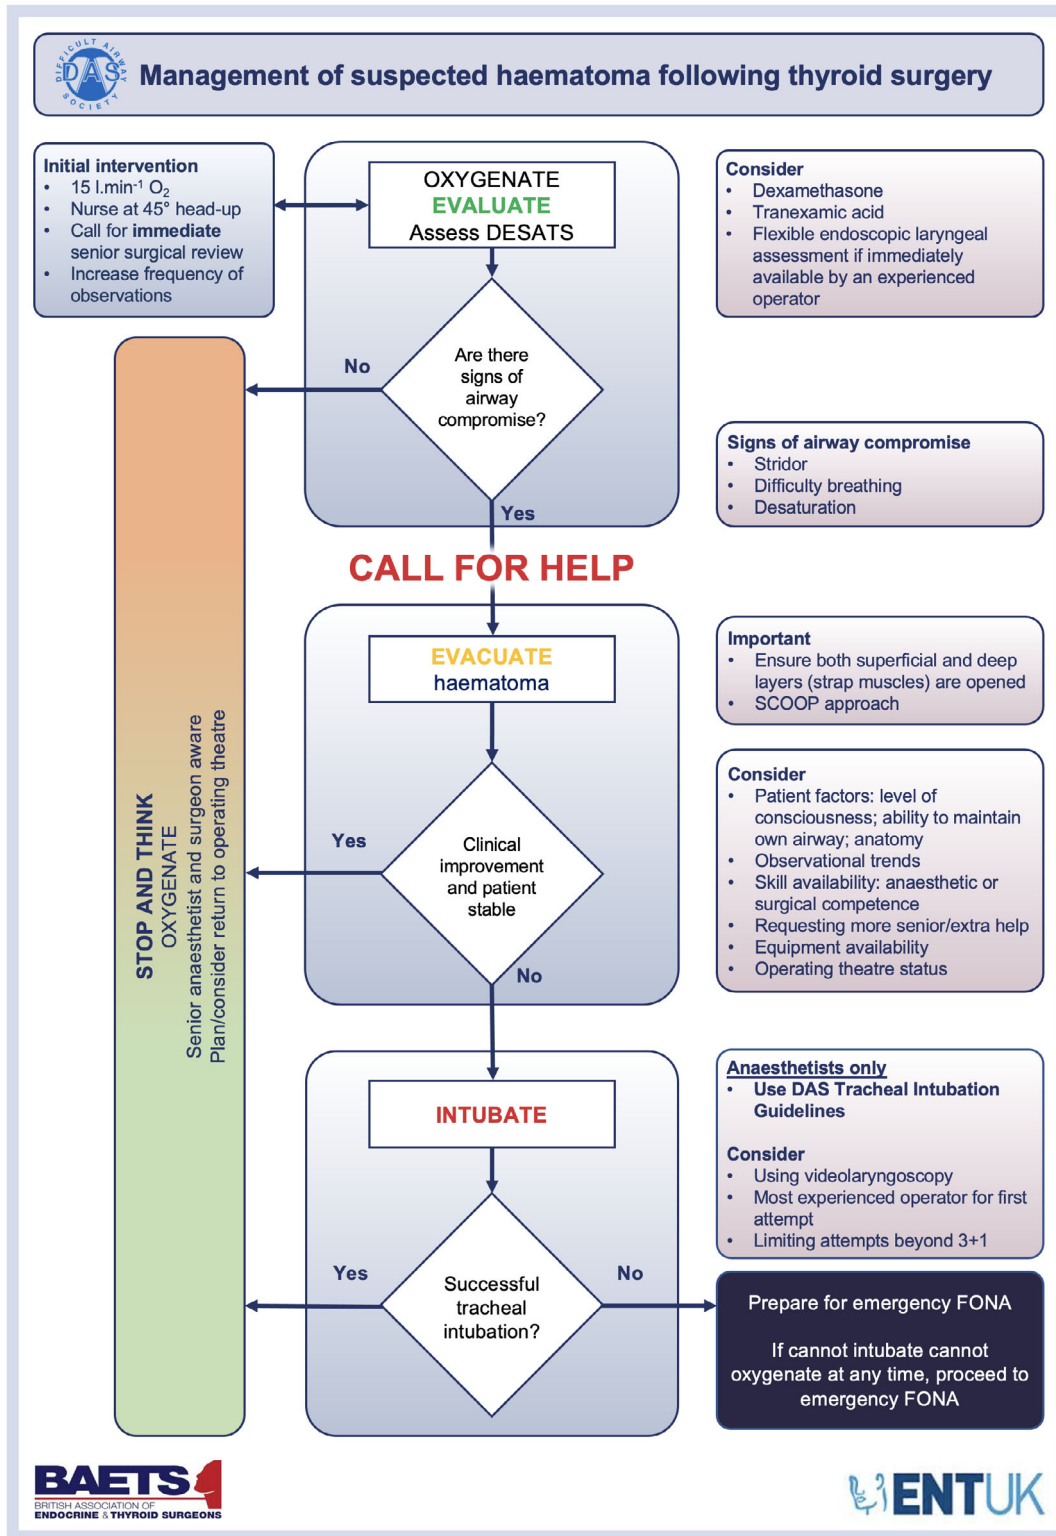 DIFFICULT AIRWAY
DAS
SOCIETY
Management of suspected haematoma following thyroid surgery
Initial intervention
• 15 l.min-1 O2
• Nurse at 45° head-up
• Call for immediate
senior surgical review
• Increase frequency of
observations
OXYGENATE
EVALUATE
Assess DESATS
Consider
• Dexamethasone
• Tranexamic acid
• Flexible endoscopic laryngeal
assessment if immediately
available by an experienced
operator
Are there
signs of
airway
compromise?
No
Yes
Signs of airway compromise
• Stridor
• Difficulty breathing
• Desaturation
CALL FOR HELP
EVACUATE
haematoma
Important
• Ensure both superficial and deep
layers (strap muscles) are opened
• SCOOP approach
Clinical
improvement
and patient
stable
Yes
No
Consider
• Patient factors: level of
consciousness; ability to maintain
own airway; anatomy
• Observational trends
• Skill availability: anaesthetic or
surgical competence
• Requesting more senior/extra help
• Equipment availability
• Operating theatre status
STOP AND THINK
OXYGENATE
Senior anaesthetist and surgeon aware
Plan/consider return to operating theatre
INTUBATE
Anaesthetists only
• Use DAS Tracheal Intubation
Guidelines
Consider
• Using videolaryngoscopy
• Most experienced operator for first
attempt
• Limiting attempts beyond 3+1
Successful
tracheal
intubation?
Yes
No
Prepare for emergency FONA
If cannot intubate cannot
oxygenate at any time, proceed to
emergency FONA
BAETS
BRITISH ASSOCIATION OF
ENDOCRINE & THYROID SURGEONS
ENTUK